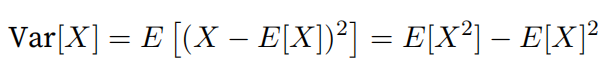 Var[X] = E [(X − E[X])²] = E[X²] − E[X]²